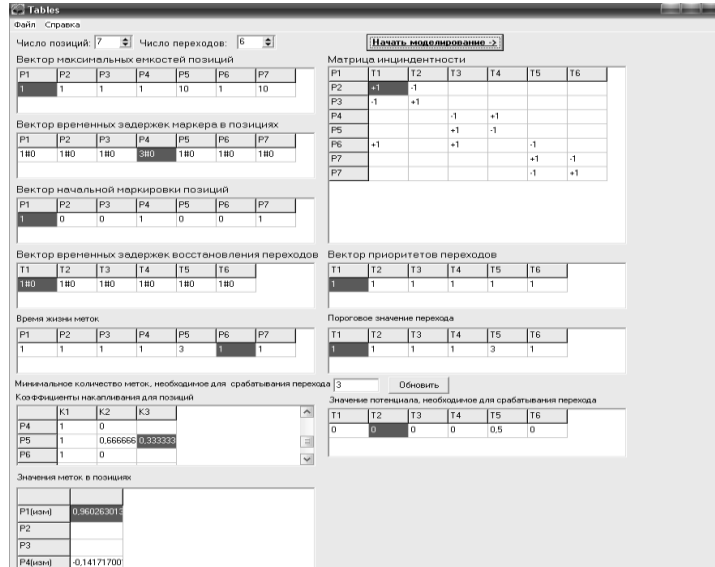 Tables
Файл Справка
Число позиций: 7 Число переходов: 6
Начать моделирование ->
Вектор максимальных емкостей позиций
P1 P2 P3 P4 P5 P6 P7
1 1 1 1 10 1 10
Матрица инциндентности
P1 T1 T2 T3 T4 T5 T6
P2 +1 -1
P3 -1 +1
P4 -1 +1
P5 +1 -1
P6 +1 +1 -1
P7 +1 -1
P7 -1 +1
Вектор временных задержек маркера в позициях
P1 P2 P3 P4 P5 P6 P7
1#0 1#0 1#0 3#0 1#0 1#0 1#0
Вектор начальной маркировки позиций
P1 P2 P3 P4 P5 P6 P7
1 0 0 1 0 0 1
Вектор временных задержек восстановления переходов
T1 T2 T3 T4 T5 T6
1#0 1#0 1#0 1#0 1#0 1#0
Вектор приоритетов переходов
T1 T2 T3 T4 T5 T6
1 1 1 1 1 1
Время жизни меток
P1 P2 P3 P4 P5 P6 P7
1 1 1 1 3 1 1
Пороговое значение перехода
T1 T2 T3 T4 T5 T6
1 1 1 1 3 1
Минимальное количество меток, необходимое для срабатывания перехода 3 Обновить
Коэффициенты накапливания для позиций
K1 K2 K3
P4 1 0
P5 1 0,666666 0,333333
P6 1 0
Значение потенциала, необходимое для срабатывания перехода
T1 T2 T3 T4 T5 T6
0 0 0 0 0,5 0
Значения меток в позициях
P1(изм) 0,960263013
P2
P3
P4(изм) -0,141717001